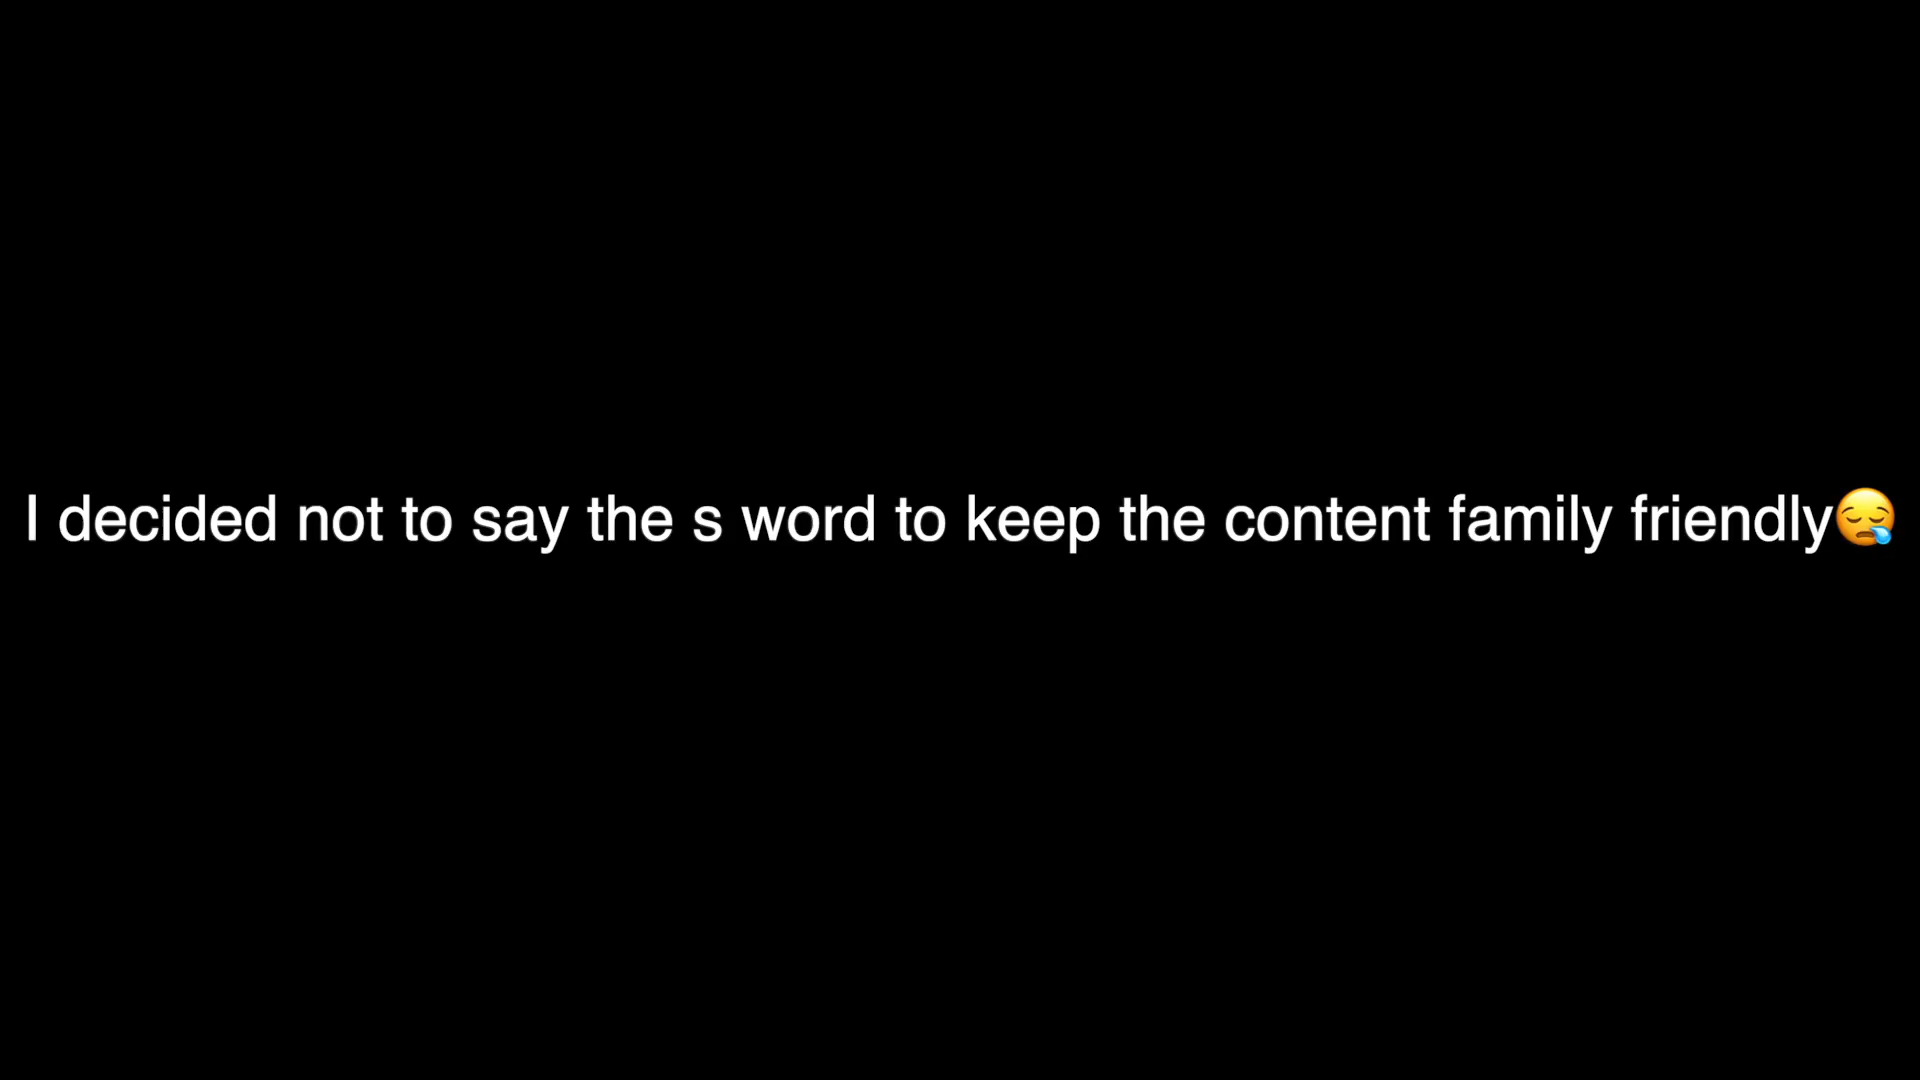 I decided not to say the s word to keep the content family friendly😪